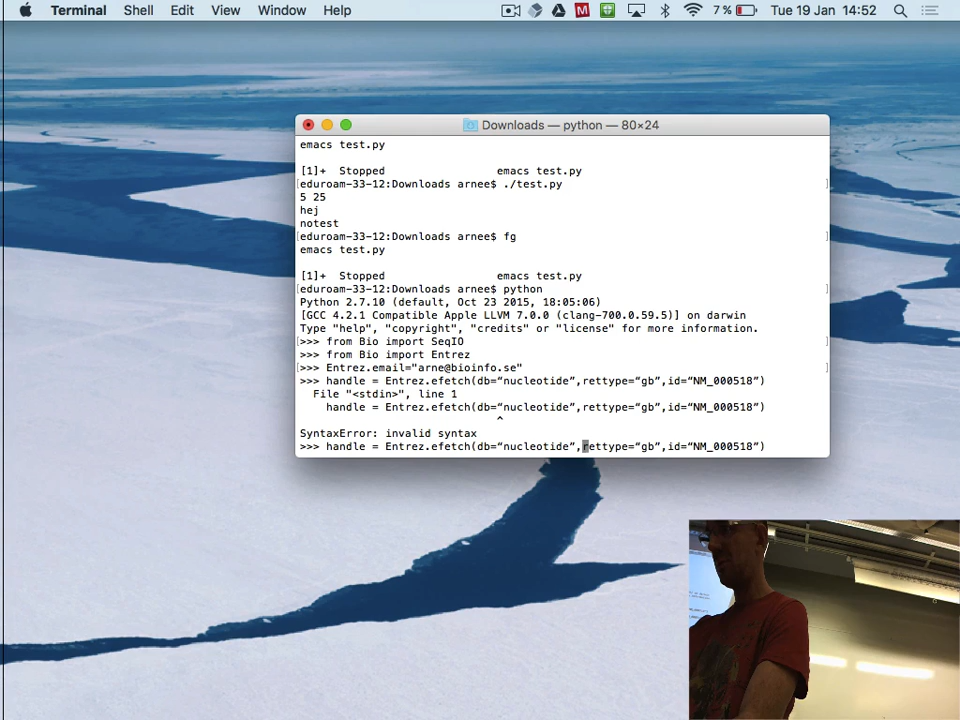 Terminal Shell Edit View Window Help 7% Tue 19 Jan 14:52
Downloads — python — 80×24
emacs test.py
[1]+  Stopped                 emacs test.py
[eduroam-33-12:Downloads arnee$ ./test.py ]
5 25
hej
notest
[eduroam-33-12:Downloads arnee$ fg ]
emacs test.py
[1]+  Stopped                 emacs test.py
[eduroam-33-12:Downloads arnee$ python ]
Python 2.7.10 (default, Oct 23 2015, 18:05:06)
[GCC 4.2.1 Compatible Apple LLVM 7.0.0 (clang-700.0.59.5)] on darwin
Type "help", "copyright", "credits" or "license" for more information.
[>>> from Bio import SeqIO ]
>>> from Bio import Entrez
[>>> Entrez.email="arne@bioinfo.se" ]
>>> handle = Entrez.efetch(db=“nucleotide”,rettype=“gb”,id=“NM_000518”)
  File "<stdin>", line 1
    handle = Entrez.efetch(db=“nucleotide”,rettype=“gb”,id=“NM_000518”)
                              ^
SyntaxError: invalid syntax
>>> handle = Entrez.efetch(db=“nucleotide”,rettype=“gb”,id=“NM_000518”)